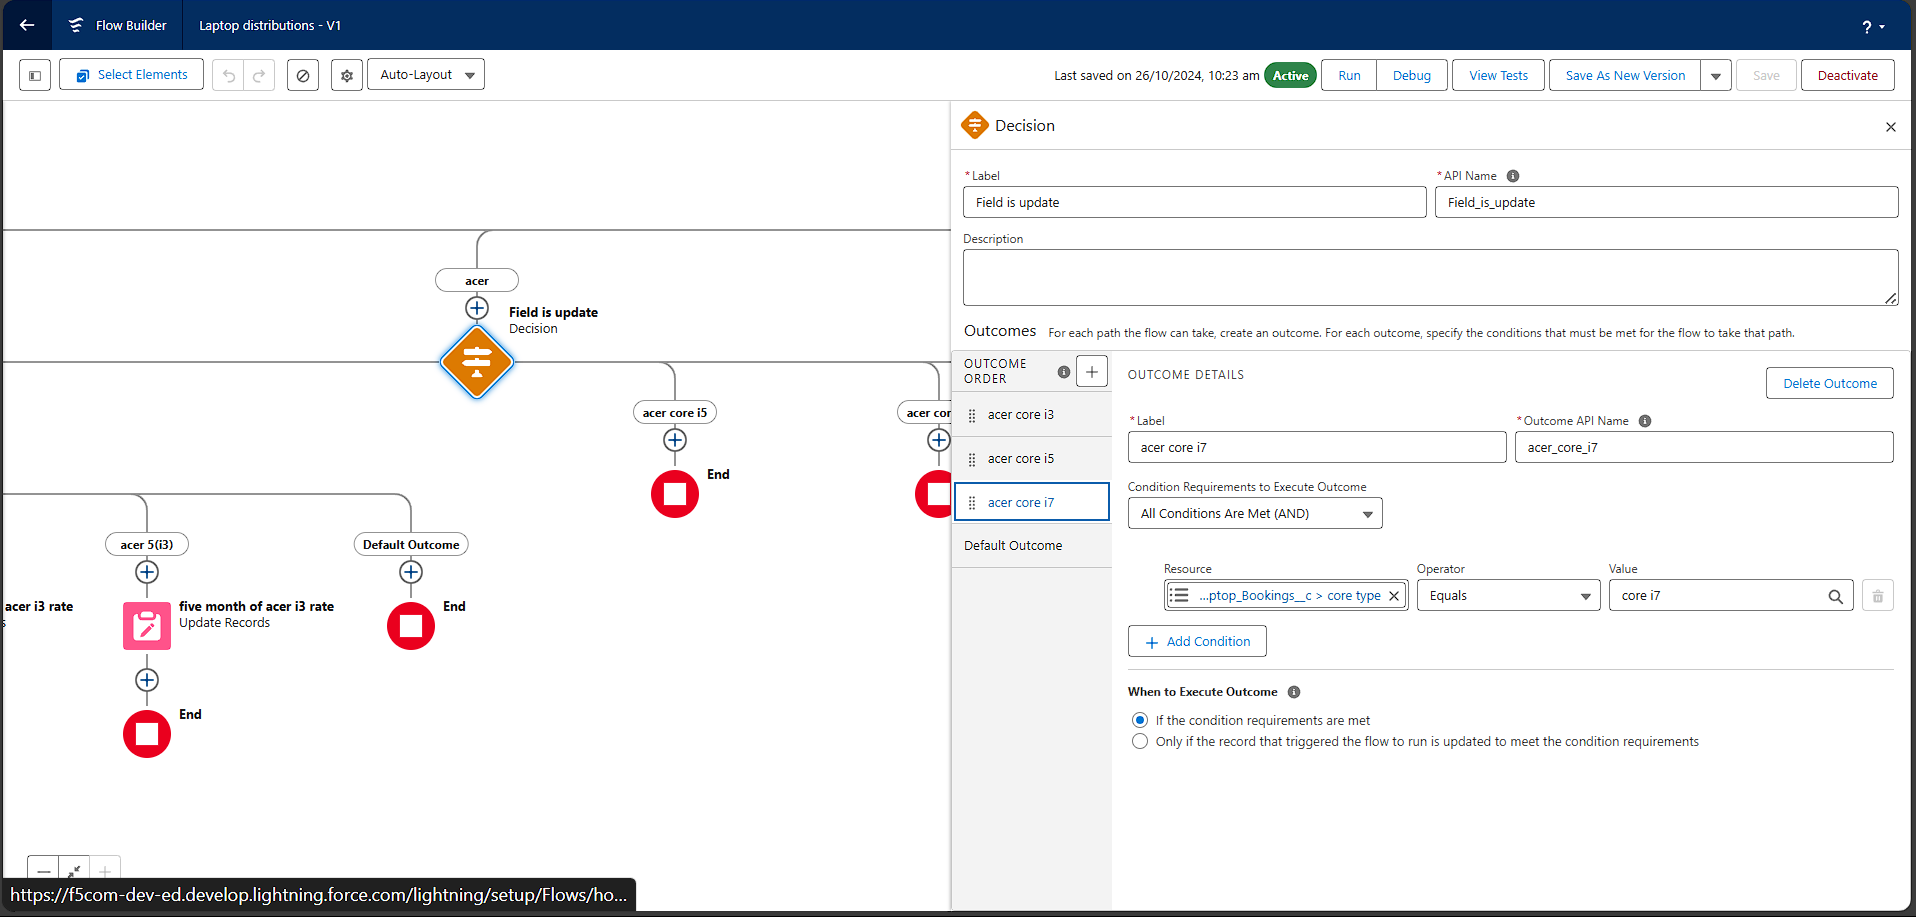 Flow Builder
Laptop distributions - V1
?
Select Elements
Auto-Layout
Last saved on 26/10/2024, 10:23 am
Active
Run
Debug
View Tests
Save As New Version
Save
Deactivate
acer
Field is update
Decision
acer core i5
End
acer cor
acer 5(i3)
Default Outcome
acer i3 rate
s
five month of acer i3 rate
Update Records
End
End
https://f5com-dev-ed.develop.lightning.force.com/lightning/setup/Flows/ho...
Decision
* Label
Field is update
* API Name
Field_is_update
Description
Outcomes
For each path the flow can take, create an outcome. For each outcome, specify the conditions that must be met for the flow to take that path.
OUTCOME
ORDER
acer core i3
acer core i5
acer core i7
Default Outcome
OUTCOME DETAILS
Delete Outcome
* Label
acer core i7
* Outcome API Name
acer_core_i7
Condition Requirements to Execute Outcome
All Conditions Are Met (AND)
Resource
...ptop_Bookings__c > core type
Operator
Equals
Value
core i7
Add Condition
When to Execute Outcome
If the condition requirements are met
Only if the record that triggered the flow to run is updated to meet the condition requirements